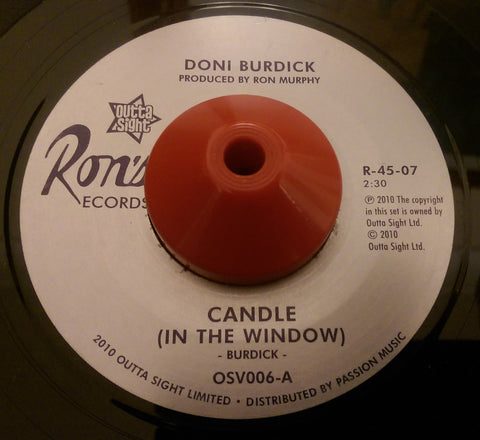 DONI BURDICK
PRODUCED BY RON MURPHY
outta
sight
Ron's
ECORDS
R-45-07
2:30
℗ 2010 The copyright
in this set is owned by
Outta Sight Ltd.
© 2010
Outta Sight Ltd.
CANDLE
(IN THE WINDOW)
- BURDICK -
OSV006-A
2010 OUTTA SIGHT LIMITED • DISTRIBUTED BY PASSION MUSIC